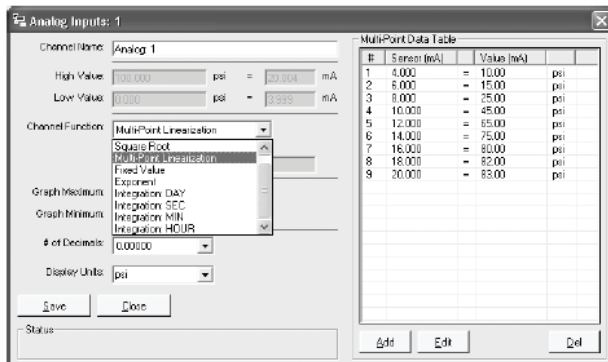 Analog Inputs: 1
Channel Name: Analog: 1
High Value: 100.000 psi = 20.004 mA
Low Value: 0.000 psi = 3.999 mA
Channel Function: Multi-Point Linearization
Square Root
Multi-Point Linearization
Fixed Value
Exponent
Integration: DAY
Integration: SEC
Integration: MIN
Integration: HOUR
Graph Maximum:
Graph Minimum:
# of Decimals: 0.00000
Display Units: psi
Save Close
Status
Multi-Point Data Table
# Sensor (mA) Value (mA)
1 4.000 = 10.00 psi
2 6.000 = 15.00 psi
3 8.000 = 25.00 psi
4 10.000 = 45.00 psi
5 12.000 = 65.00 psi
6 14.000 = 75.00 psi
7 16.000 = 80.00 psi
8 18.000 = 82.00 psi
9 20.000 = 83.00 psi
Add Edit Del